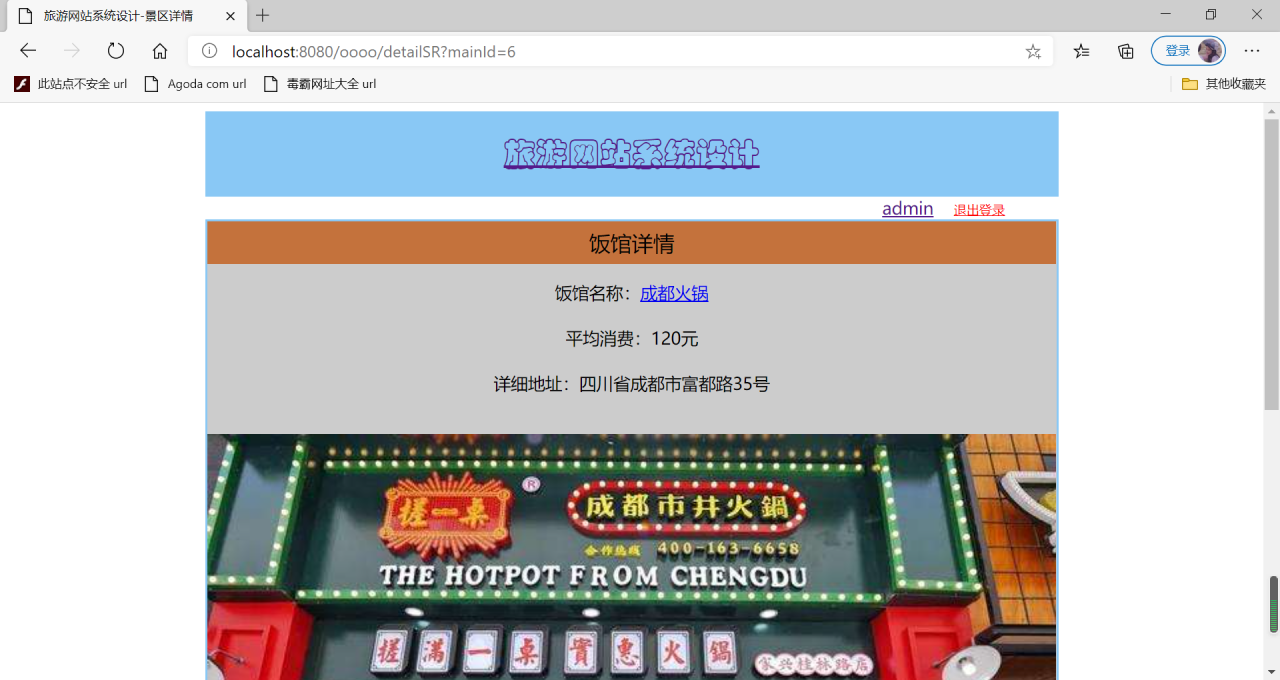 旅游网站系统设计-景区详情
localhost:8080/oooo/detailSR?mainId=6
登录
此站点不安全 url
Agoda com url
毒霸网址大全 url
其他收藏夹
旅游网站系统设计
admin 退出登录
饭馆详情
饭馆名称：成都火锅
平均消费：120元
详细地址：四川省成都市富都路35号
搓一桌 ®
成都市井火鍋
合作热线 400-163-6658
THE HOTPOT FROM CHENGDU
搓滿一桌 實惠火鍋
家兴桂林路店